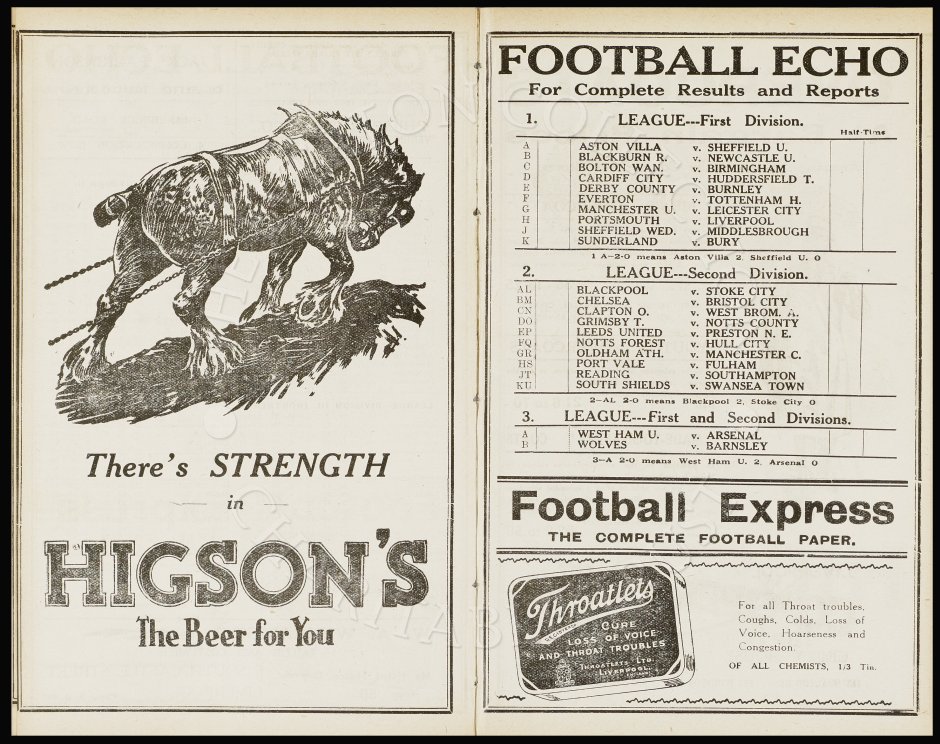 There's STRENGTH
in
HIGSON'S
The Beer for You
FOOTBALL ECHO
For Complete Results and Reports
1. LEAGUE---First Division.
Half-Time
A ASTON VILLA v. SHEFFIELD U.
B BLACKBURN R. v. NEWCASTLE U.
C BOLTON WAN. v. BIRMINGHAM
D CARDIFF CITY v. HUDDERSFIELD T.
E DERBY COUNTY v. BURNLEY
F EVERTON v. TOTTENHAM H.
G MANCHESTER U. v. LEICESTER CITY
H PORTSMOUTH v. LIVERPOOL
J SHEFFIELD WED. v. MIDDLESBROUGH
K SUNDERLAND v. BURY
1 A—2-0 means Aston Villa 2, Sheffield U. 0
2. LEAGUE---Second Division.
AL BLACKPOOL v. STOKE CITY
BM CHELSEA v. BRISTOL CITY
CN CLAPTON O. v. WEST BROM. A.
DO GRIMSBY T. v. NOTTS COUNTY
EP LEEDS UNITED v. PRESTON N. E.
FQ NOTTS FOREST v. HULL CITY
GR OLDHAM ATH. v. MANCHESTER C.
HS PORT VALE v. FULHAM
JT READING v. SOUTHAMPTON
KU SOUTH SHIELDS v. SWANSEA TOWN
2—AL 2-0 means Blackpool 2, Stoke City 0
3. LEAGUE---First and Second Divisions.
A WEST HAM U. v. ARSENAL
B WOLVES v. BARNSLEY
3—A 2-0 means West Ham U. 2, Arsenal 0
Football Express
THE COMPLETE FOOTBALL PAPER.
Throatlets
CURE
LOSS OF VOICE
AND THROAT TROUBLES
THROATLETS LTD.
LIVERPOOL.
For all Throat troubles,
Coughs, Colds, Loss of
Voice, Hoarseness and
Congestion.
OF ALL CHEMISTS, 1/3 Tin.